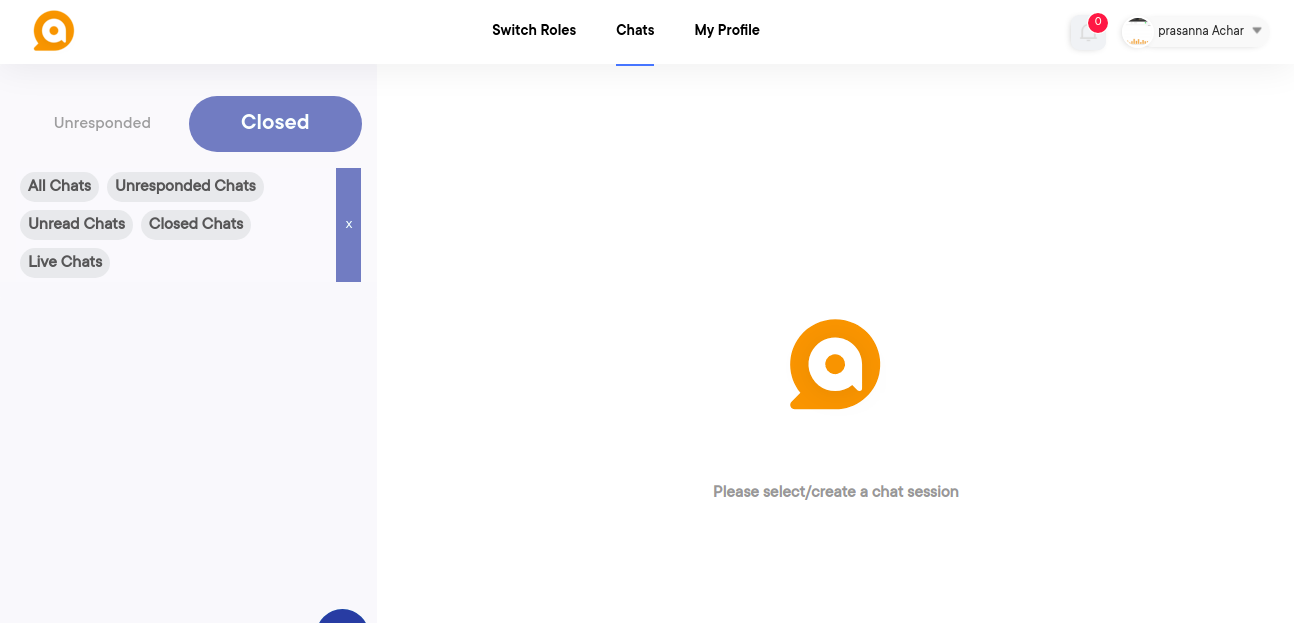 Switch Roles Chats My Profile
0
prasanna Achar
Unresponded Closed
All Chats Unresponded Chats
Unread Chats Closed Chats
x
Live Chats
Please select/create a chat session